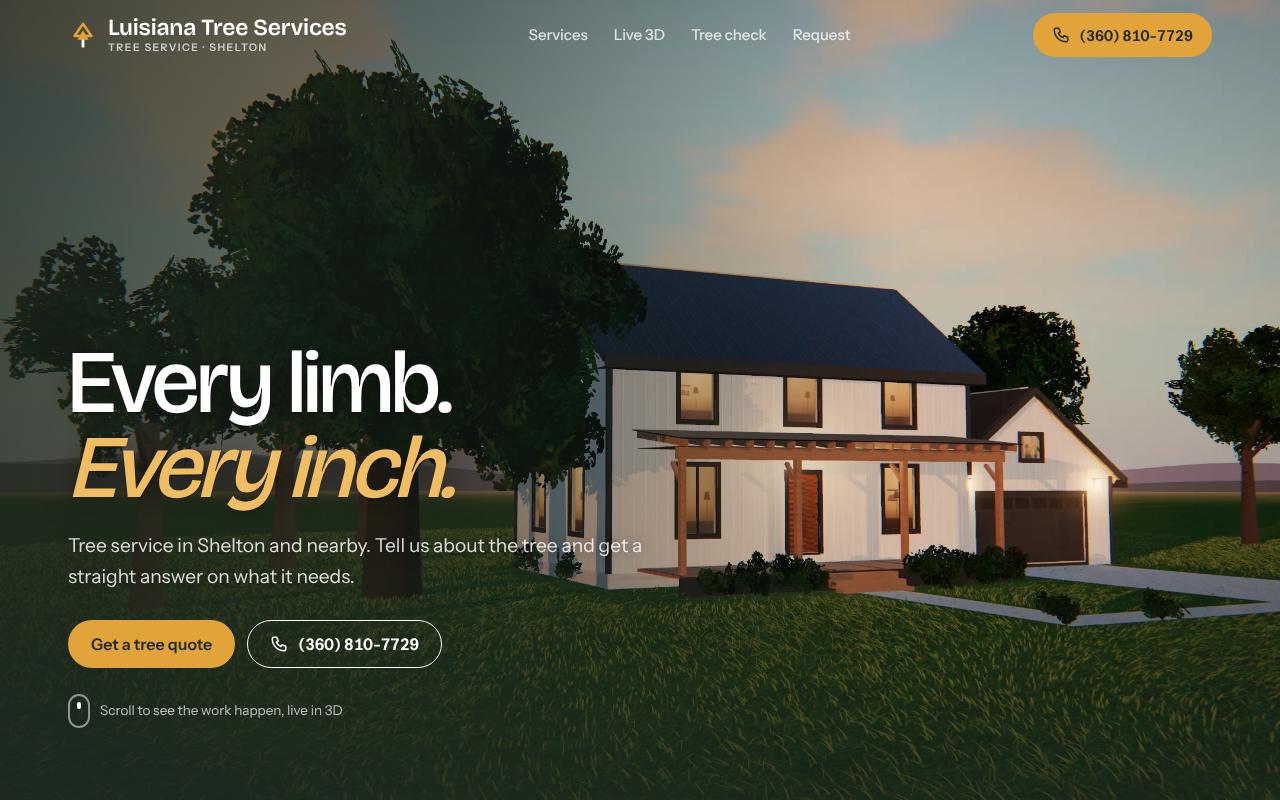 Luisiana Tree Services
TREE SERVICE · SHELTON
Services
Live 3D
Tree check
Request
(360) 810-7729
Every limb.
Every inch.
Tree service in Shelton and nearby. Tell us about the tree and get a
straight answer on what it needs.
Get a tree quote
(360) 810-7729
Scroll to see the work happen, live in 3D